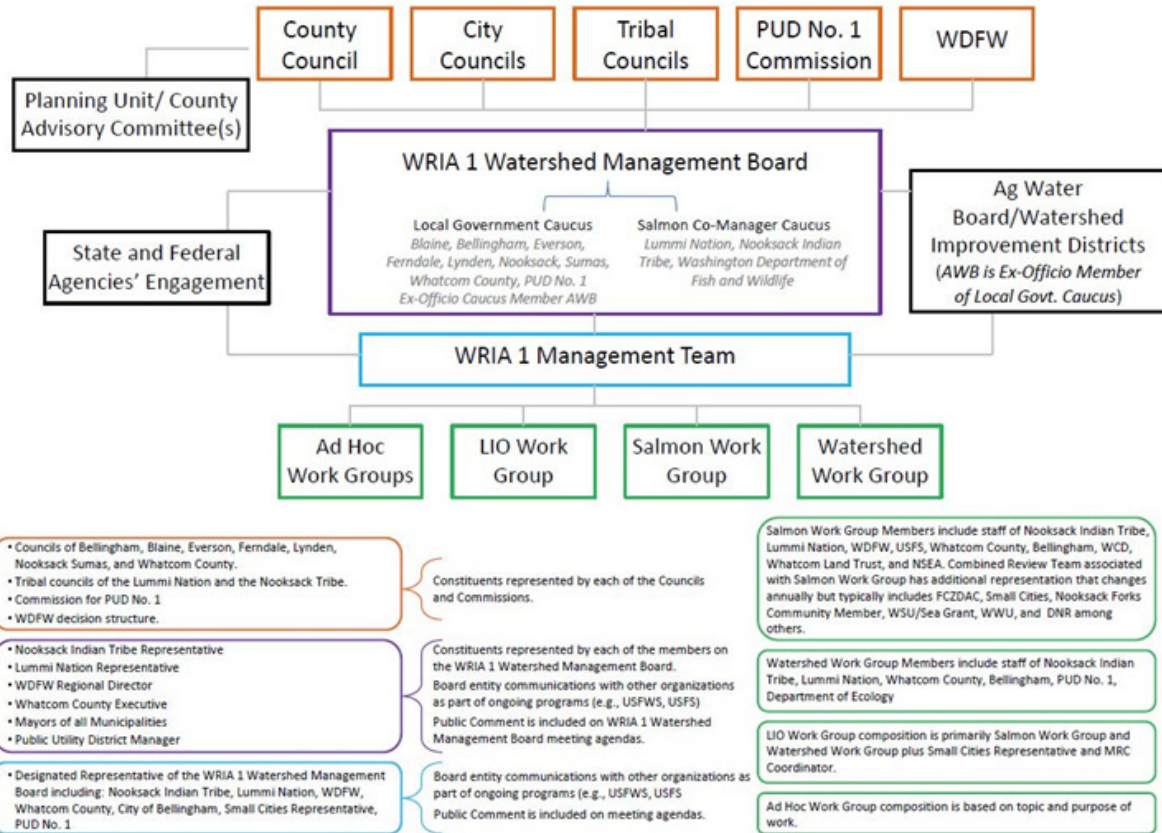 County
Council
City
Councils
Tribal
Councils
PUD No. 1
Commission
WDFW
Planning Unit/ County
Advisory Committee(s)
WRIA 1 Watershed Management Board
Local Government Caucus
Blaine, Bellingham, Everson,
Ferndale, Lynden, Nooksack, Sumas,
Whatcom County, PUD No. 1
Ex-Officio Caucus Member AWB
Salmon Co-Manager Caucus
Lummi Nation, Nooksack Indian
Tribe, Washington Department of
Fish and Wildlife
State and Federal
Agencies’ Engagement
Ag Water
Board/Watershed
Improvement Districts
(AWB is Ex-Officio Member
of Local Govt. Caucus)
WRIA 1 Management Team
Ad Hoc
Work Groups
LIO Work
Group
Salmon Work
Group
Watershed
Work Group
• Councils of Bellingham, Blaine, Everson, Ferndale, Lynden,
Nooksack Sumas, and Whatcom County.
• Tribal councils of the Lummi Nation and the Nooksack Tribe.
• Commission for PUD No. 1
• WDFW decision structure.
Constituents represented by each of the Councils
and Commissions.
• Nooksack Indian Tribe Representative
• Lummi Nation Representative
• WDFW Regional Director
• Whatcom County Executive
• Mayors of all Municipalities
• Public Utility District Manager
Constituents represented by each of the members on
the WRIA 1 Watershed Management Board.
Board entity communications with other organizations
as part of ongoing programs (e.g., USFWS, USFS)
Public Comment is included on WRIA 1 Watershed
Management Board meeting agendas.
• Designated Representative of the WRIA 1 Watershed Management
Board including: Nooksack Indian Tribe, Lummi Nation, WDFW,
Whatcom County, City of Bellingham, Small Cities Representative,
PUD No. 1
Board entity communications with other organizations as
part of ongoing programs (e.g., USFWS, USFS
Public Comment is included on meeting agendas.
Salmon Work Group Members include staff of Nooksack Indian Tribe,
Lummi Nation, WDFW, USFS, Whatcom County, Bellingham, WCD,
Whatcom Land Trust, and NSEA. Combined Review Team associated
with Salmon Work Group has additional representation that changes
annually but typically includes FCZDAC, Small Cities, Nooksack Forks
Community Member, WSU/Sea Grant, WWU, and DNR among
others.
Watershed Work Group Members include staff of Nooksack Indian
Tribe, Lummi Nation, Whatcom County, Bellingham, PUD No. 1,
Department of Ecology
LIO Work Group composition is primarily Salmon Work Group and
Watershed Work Group plus Small Cities Representative and MRC
Coordinator.
Ad Hoc Work Group composition is based on topic and purpose of
work.